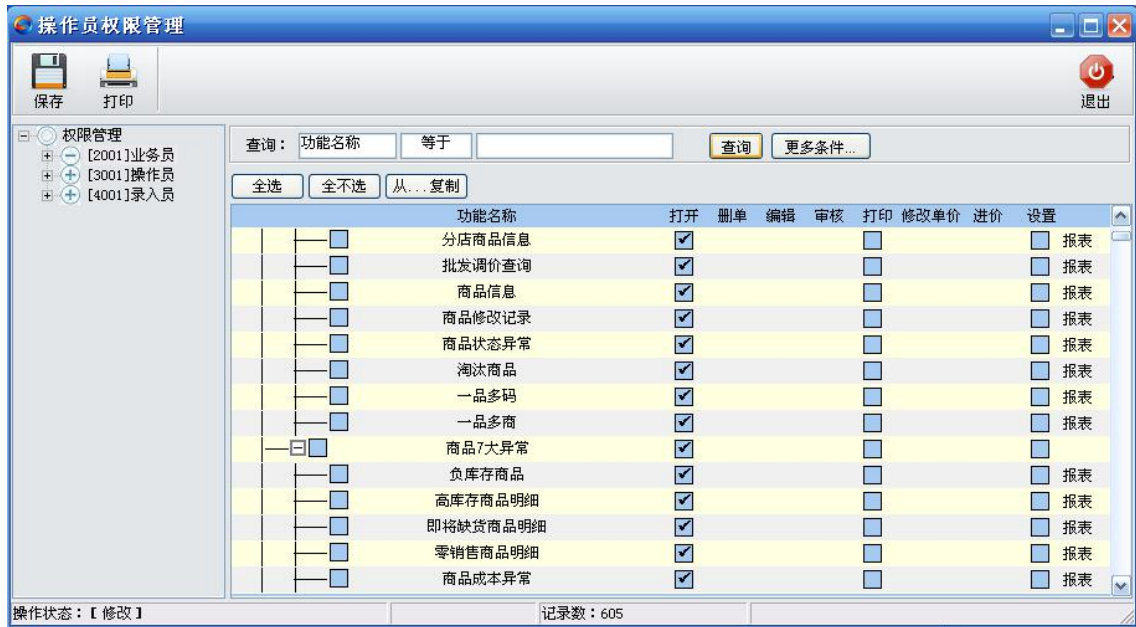 操作员权限管理
保存 打印 退出
权限管理
[2001]业务员
[3001]操作员
[4001]录入员
查询： 功能名称 等于 查询 更多条件...
全选 全不选 从...复制
功能名称 打开 删单 编辑 审核 打印 修改单价 进价 设置
分店商品信息 报表
批发调价查询 报表
商品信息 报表
商品修改记录 报表
商品状态异常 报表
淘汰商品 报表
一品多码 报表
一品多商 报表
商品7大异常
负库存商品 报表
高库存商品明细 报表
即将缺货商品明细 报表
零销售商品明细 报表
商品成本异常 报表
操作状态：【修改】 记录数：605